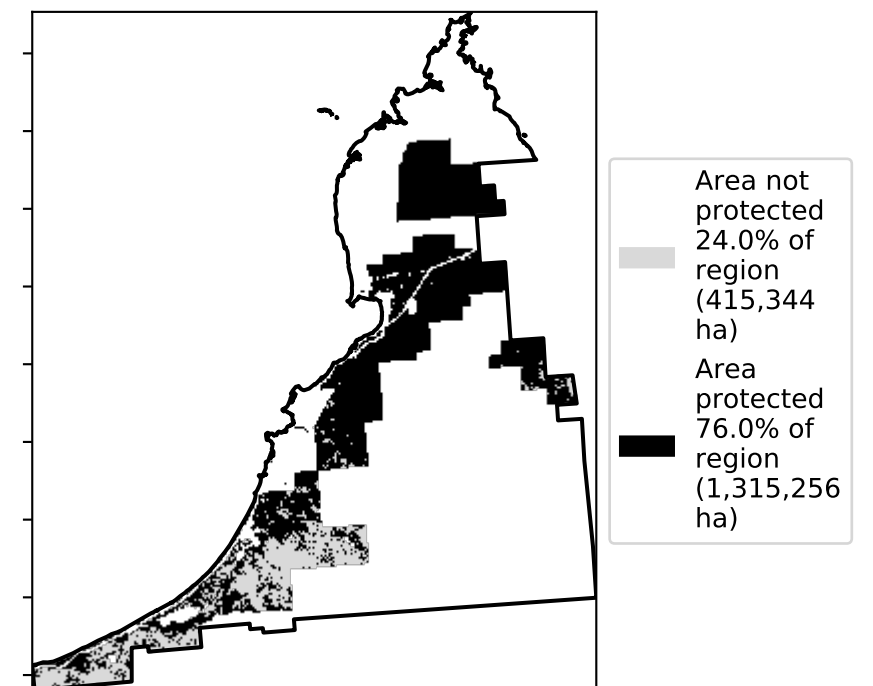 Area not
protected
24.0% of
region
(415,344
ha)
Area
protected
76.0% of
region
(1,315,256
ha)